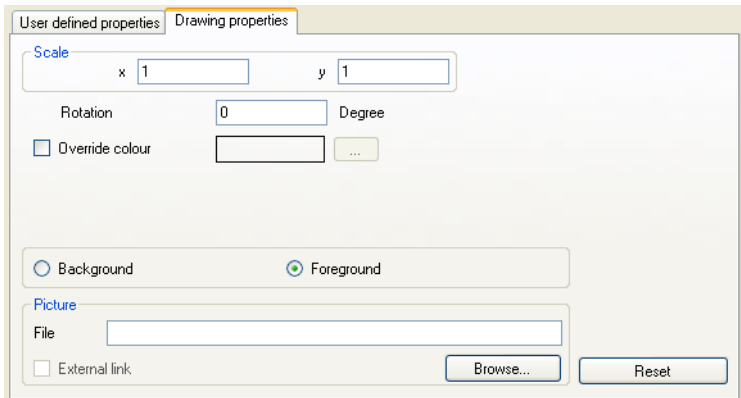 User defined properties Drawing properties
Scale
x 1 y 1
Rotation 0 Degree
Override colour ...
Background Foreground
Picture
File
External link Browse... Reset